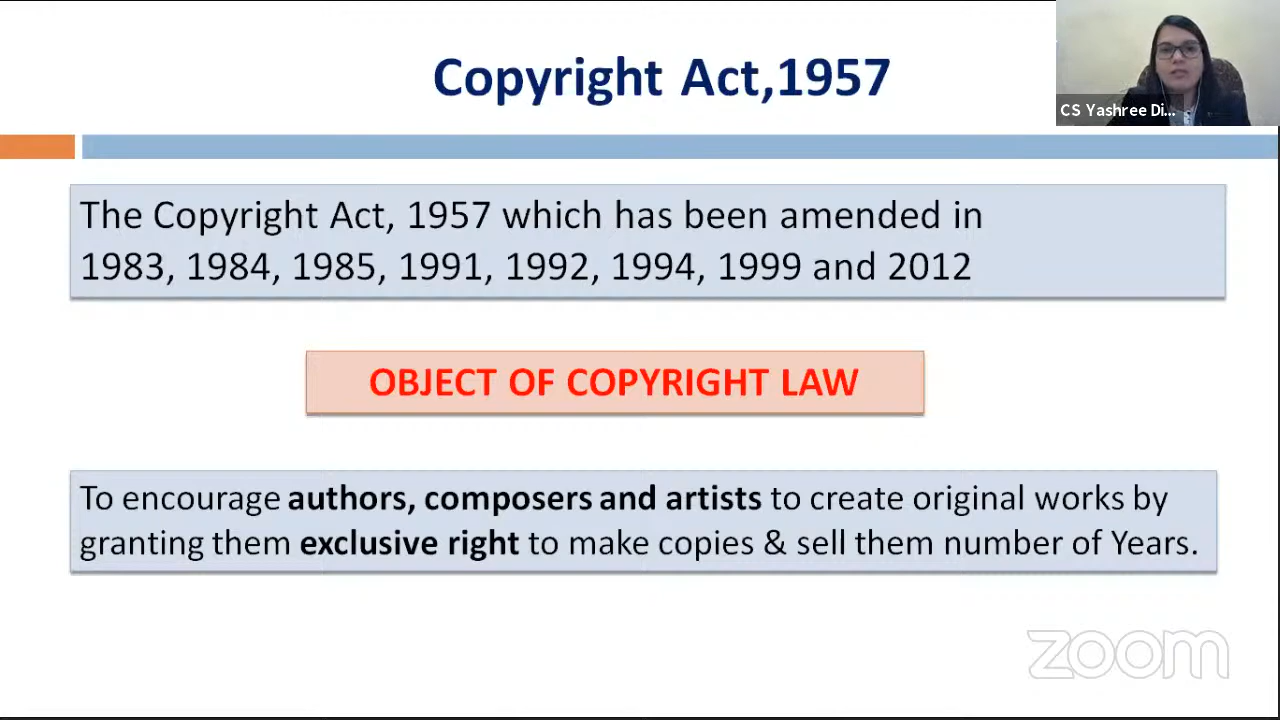 Copyright Act,1957
CS Yashree Di...
The Copyright Act, 1957 which has been amended in
1983, 1984, 1985, 1991, 1992, 1994, 1999 and 2012
OBJECT OF COPYRIGHT LAW
To encourage authors, composers and artists to create original works by
granting them exclusive right to make copies & sell them number of Years.
zoom